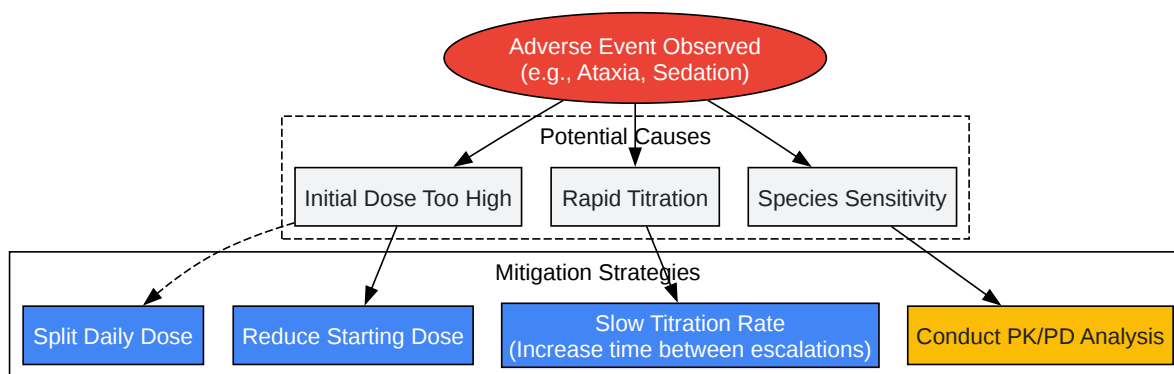 Adverse Event Observed
(e.g., Ataxia, Sedation)
Potential Causes
Initial Dose Too High
Rapid Titration
Species Sensitivity
Mitigation Strategies
Split Daily Dose
Reduce Starting Dose
Slow Titration Rate
(Increase time between escalations)
Conduct PK/PD Analysis